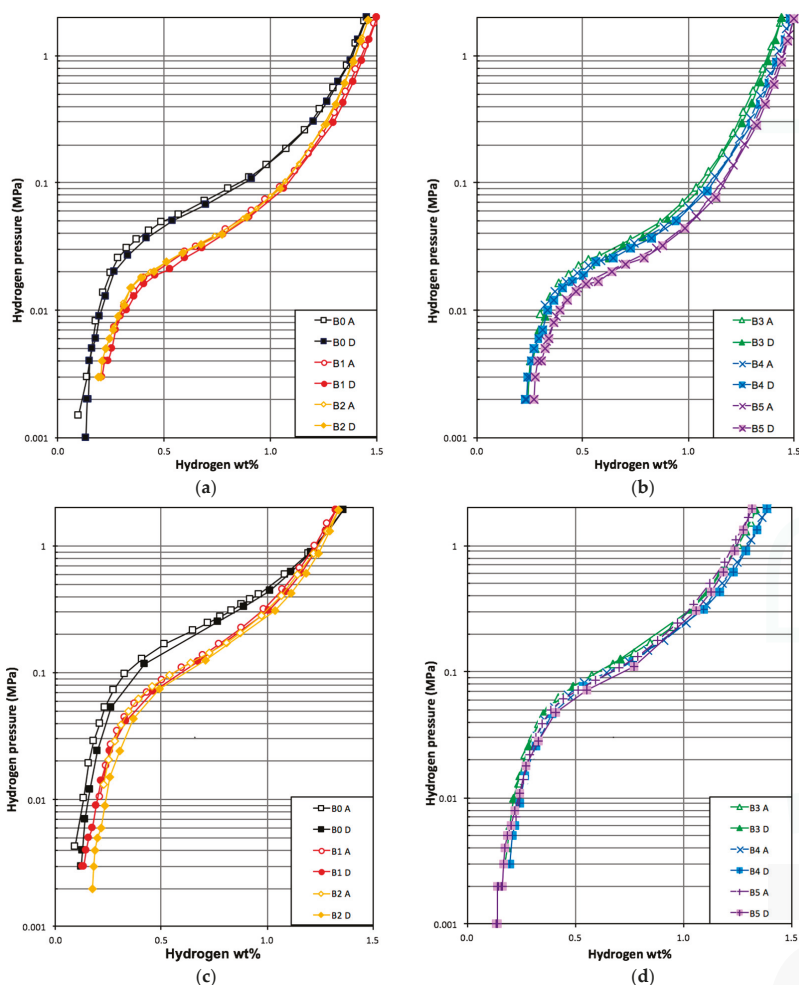 Hydrogen pressure (MPa)
1
0.1
0.01
0.001
0.0
0.5
1.0
1.5
Hydrogen wt%
B0 A
B0 D
B1 A
B1 D
B2 A
B2 D
(a)
Hydrogen pressure (MPa)
1
0.1
0.01
0.001
0.0
0.5
1.0
1.5
Hydrogen wt%
B3 A
B3 D
B4 A
B4 D
B5 A
B5 D
(b)
Hydrogen pressure (MPa)
1
0.1
0.01
0.001
0.0
0.5
1.0
1.5
Hydrogen wt%
B0 A
B0 D
B1 A
B1 D
B2 A
B2 D
(c)
Hydrogen pressure (MPa)
1
0.1
0.01
0.001
0.0
0.5
1.0
1.5
Hydrogen wt%
B3 A
B3 D
B4 A
B4 D
B5 A
B5 D
(d)